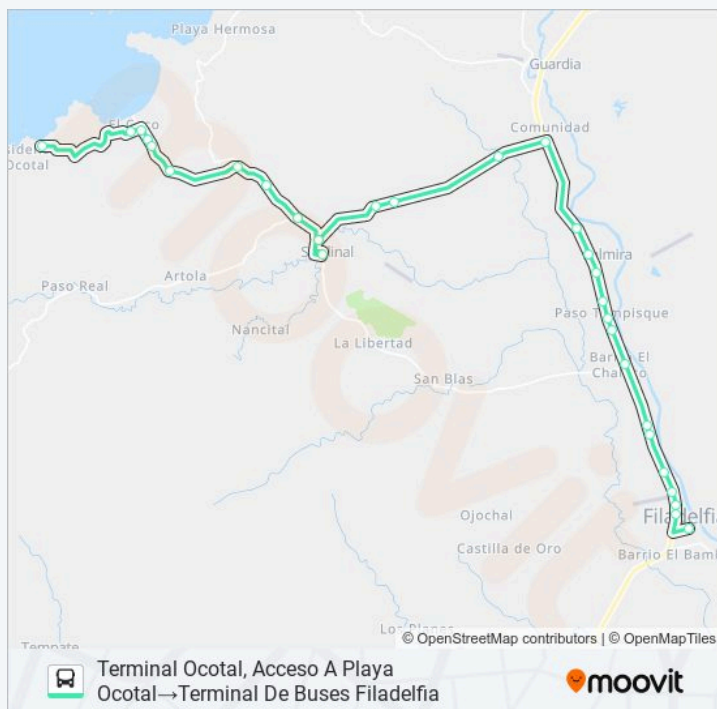 Playa Hermosa
Guardia
El Coco
Comunidad
Ocotal
Sardinal
Palmira
Artola
Paso Real
Paso Tempisque
Nancital
La Libertad
Barrio El
Chalipo
San Blas
Filadelfia
Ojochal
Castilla de Oro
Barrio El Bam
Los Planes
Tempate
© OpenStreetMap contributors | © OpenMapTiles
Terminal Ocotal, Acceso A Playa
Ocotal→Terminal De Buses Filadelfia
moovit